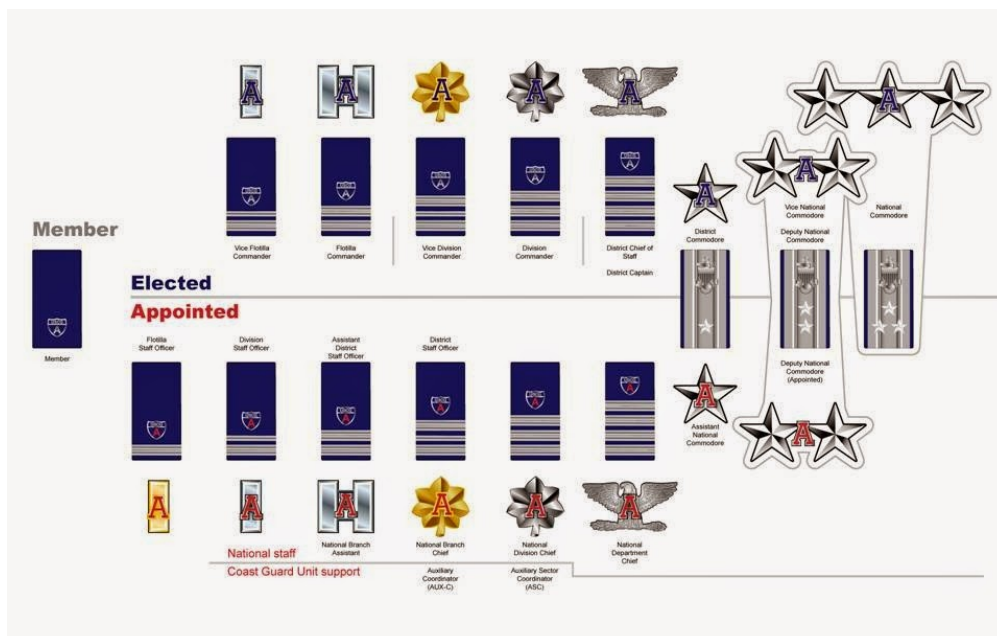 A
A
A
A
A
A
A
A
Vice National
Commodore
National
Commodore
District
Commodore
Deputy National
Commodore
Member
Vice Flotilla
Commander
Flotilla
Commander
Vice Division
Commander
Division
Commander
District Chief of
Staff
District Captain
Elected
Appointed
Member
Flotilla
Staff Officer
Division
Staff Officer
Assistant
District
Staff Officer
District
Staff Officer
Deputy National
Commodore
(Appointed)
A
Assistant
National
Commodore
A
A
A
A
A
A
A
National Branch
Assistant
National Branch
Chief
National
Division Chief
National
Department
Chief
National staff
Coast Guard Unit support
Auxiliary
Coordinator
(AUX-C)
Auxiliary Sector
Coordinator
(ASC)